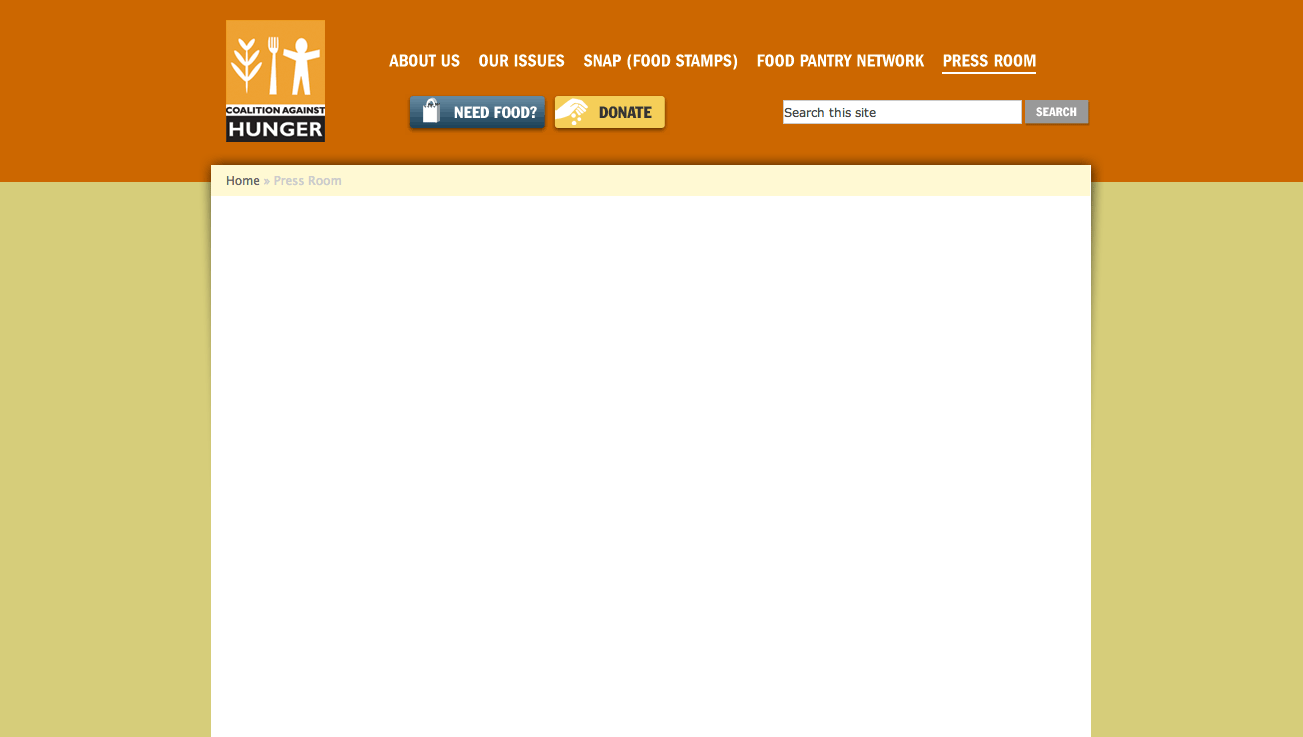 COALITION AGAINST
HUNGER
ABOUT US OUR ISSUES SNAP (FOOD STAMPS) FOOD PANTRY NETWORK PRESS ROOM
NEED FOOD? DONATE Search this site SEARCH
Home » Press Room